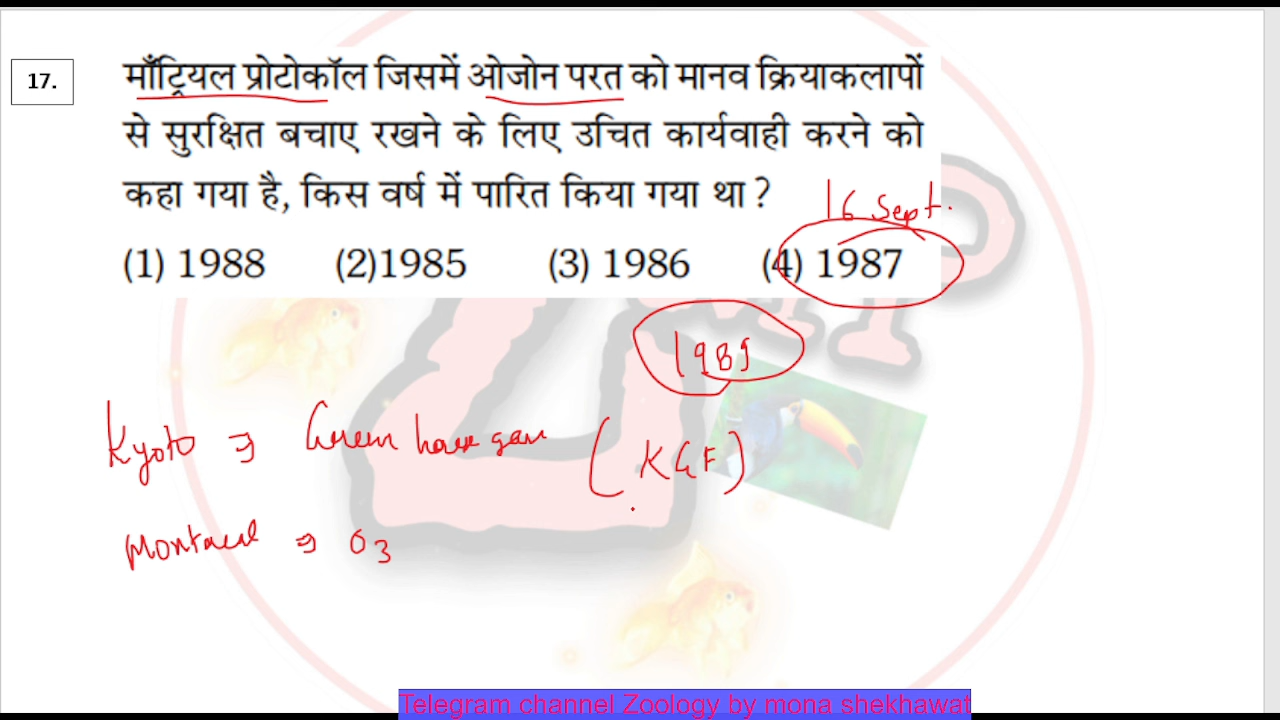 17.
माँट्रियल प्रोटोकॉल जिसमें ओजोन परत को मानव क्रियाकलापों
से सुरक्षित बचाए रखने के लिए उचित कार्यवाही करने को
कहा गया है, किस वर्ष में पारित किया गया था ?
16 Sept.
(1) 1988 (2)1985 (3) 1986 (4) 1987
1989
Kyoto ⇒ Green house gas (KGF)
Montreal ⇒ O3
Telegram channel Zoology by mona shekhawat